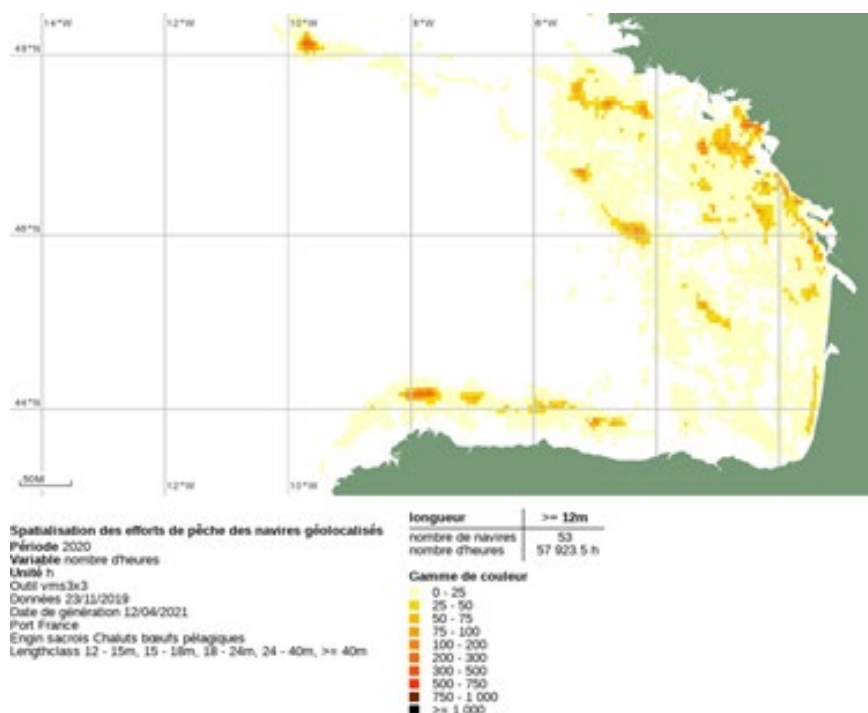 14°W 12°W 10°W 8°W 6°W
48°N
46°N
44°N
50M
12°W 10°W
Spatialisation des efforts de pêche des navires géolocalisés
Période 2020
Variable nombre d'heures
Unité h
Outil vms3x3
Données 23/11/2019
Date de génération 12/04/2021
Port France
Engin sacrois Chaluts bœufs pélagiques
Lengthclass 12 - 15m, 15 - 18m, 18 - 24m, 24 - 40m, >= 40m
longueur >= 12m
nombre de navires 53
nombre d'heures 57 923.5 h
Gamme de couleur
0 - 25
25 - 50
50 - 75
75 - 100
100 - 200
200 - 300
300 - 500
500 - 750
750 - 1 000
>= 1 000